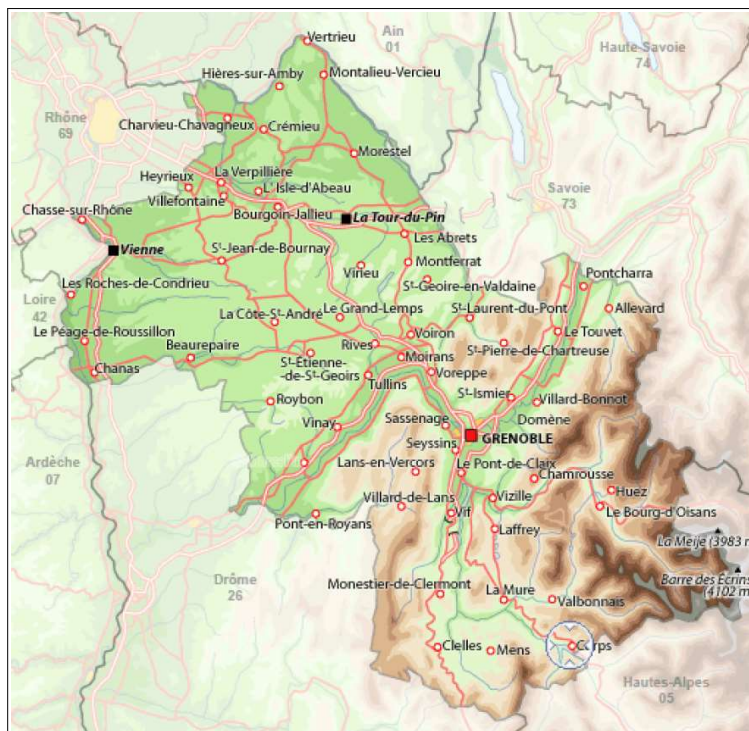 Vertrieu
Ain
01
Haute-Savoie
74
Hières-sur-Amby
Montalieu-Vercieu
Rhône
69
Charvieu-Chavagneux
Crémieu
Morestel
La Verpillière
Heyrieux
L'Isle-d'Abeau
Villefontaine
Savoie
73
Chasse-sur-Rhône
Bourgoin-Jallieu
La Tour-du-Pin
Vienne
Les Abrets
St-Jean-de-Bournay
Virieu
Montferrat
Pontcharra
St-Geoire-en-Valdaine
Les Roches-de-Condrieu
Loire
42
La Côte-St-André
Le Grand-Lemps
St-Laurent-du-Pont
Allevard
Le Péage-de-Roussillon
Voiron
Le Touvet
Beaurepaire
Rives
St-Pierre-de-Chartreuse
St-Étienne-
de-St-Geoirs
Moirans
Chanas
Tullins
Voreppe
St-Ismier
Villard-Bonnot
Roybon
Domène
Vinay
Sassenage
GRENOBLE
Seyssins
Ardèche
07
Lans-en-Vercors
Le Pont-de-Claix
Chamrousse
Villard-de-Lans
Vizille
Huez
Le Bourg-d'Oisans
Pont-en-Royans
Vif
Laffrey
La Meije (3983 m
Drôme
26
Monestier-de-Clermont
La Mure
Valbonnais
Barre des Écrins
(4102 m
Clelles
Mens
Corps
Hautes-Alpes
05